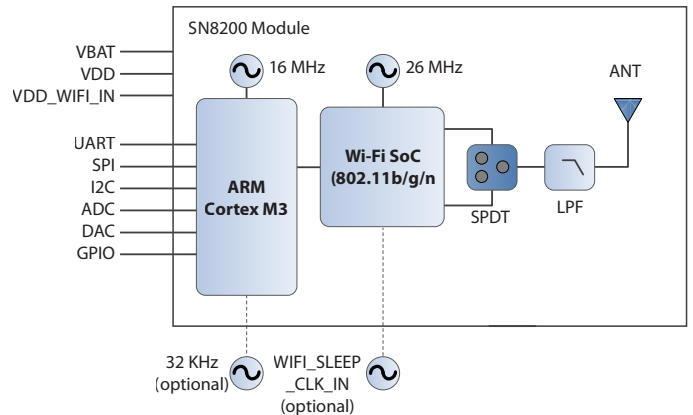 SN8200 Module
VBAT
VDD
VDD_WIFI_IN
16 MHz
26 MHz
ANT
UART
SPI
I2C
ADC
DAC
GPIO
ARM
Cortex M3
Wi-Fi SoC
(802.11b/g/n
SPDT
LPF
32 KHz
(optional)
WIFI_SLEEP
_CLK_IN
(optional)